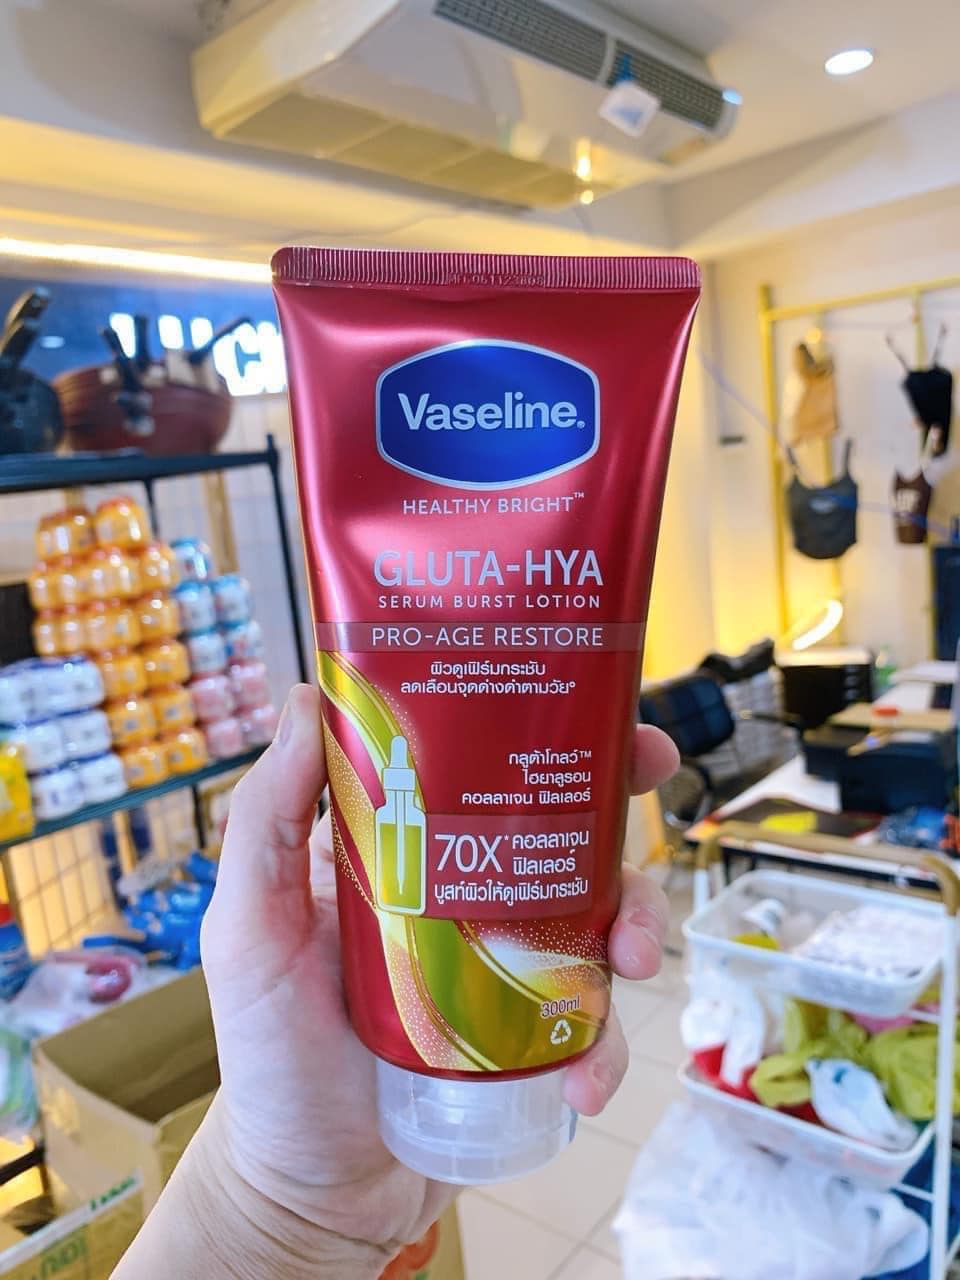 Vaseline®
HEALTHY BRIGHT™
GLUTA-HYA
SERUM BURST LOTION
PRO-AGE RESTORE
ผิวดูเฟิร์มกระชับ
ลดเลือนจุดด่างดำตามวัย°
กลูต้าโกลว์™
ไฮยาลูรอน
คอลลาเจน ฟิลเลอร์
70X* คอลลาเจน
ฟิลเลอร์
บูสท์ผิวให้ดูเฟิร์มกระชับ
300ml